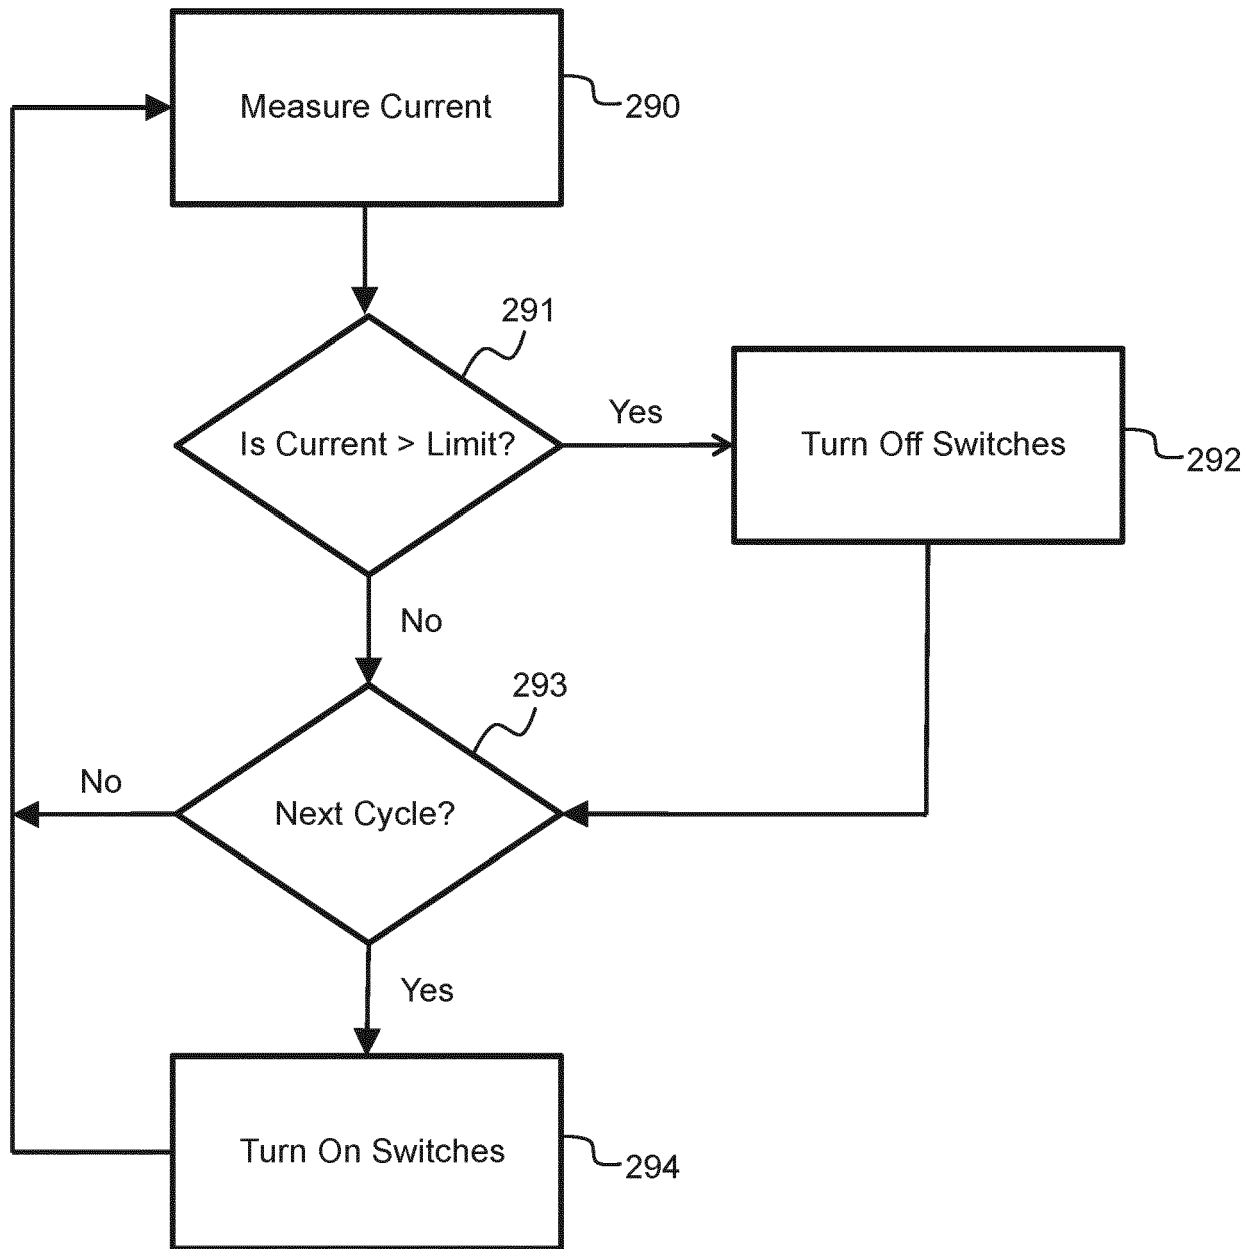 Measure Current
290
291
Is Current > Limit?
Yes
Turn Off Switches
292
No
293
No
Next Cycle?
Yes
Turn On Switches
294